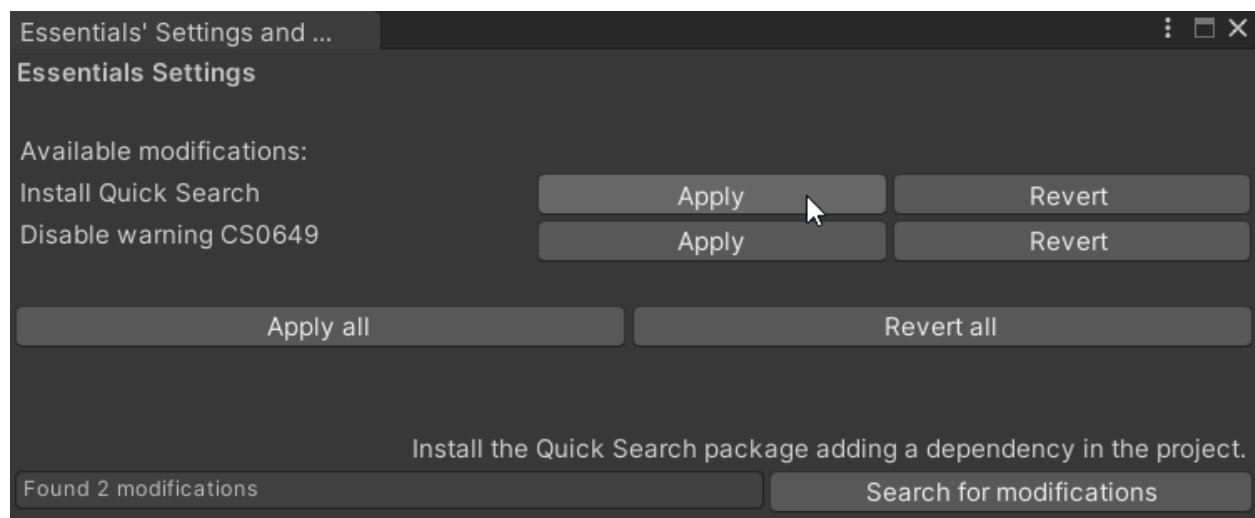 Essentials' Settings and ...
Essentials Settings
Available modifications:
Install Quick Search Apply Revert
Disable warning CS0649 Apply Revert
Apply all Revert all
Install the Quick Search package adding a dependency in the project.
Found 2 modifications Search for modifications